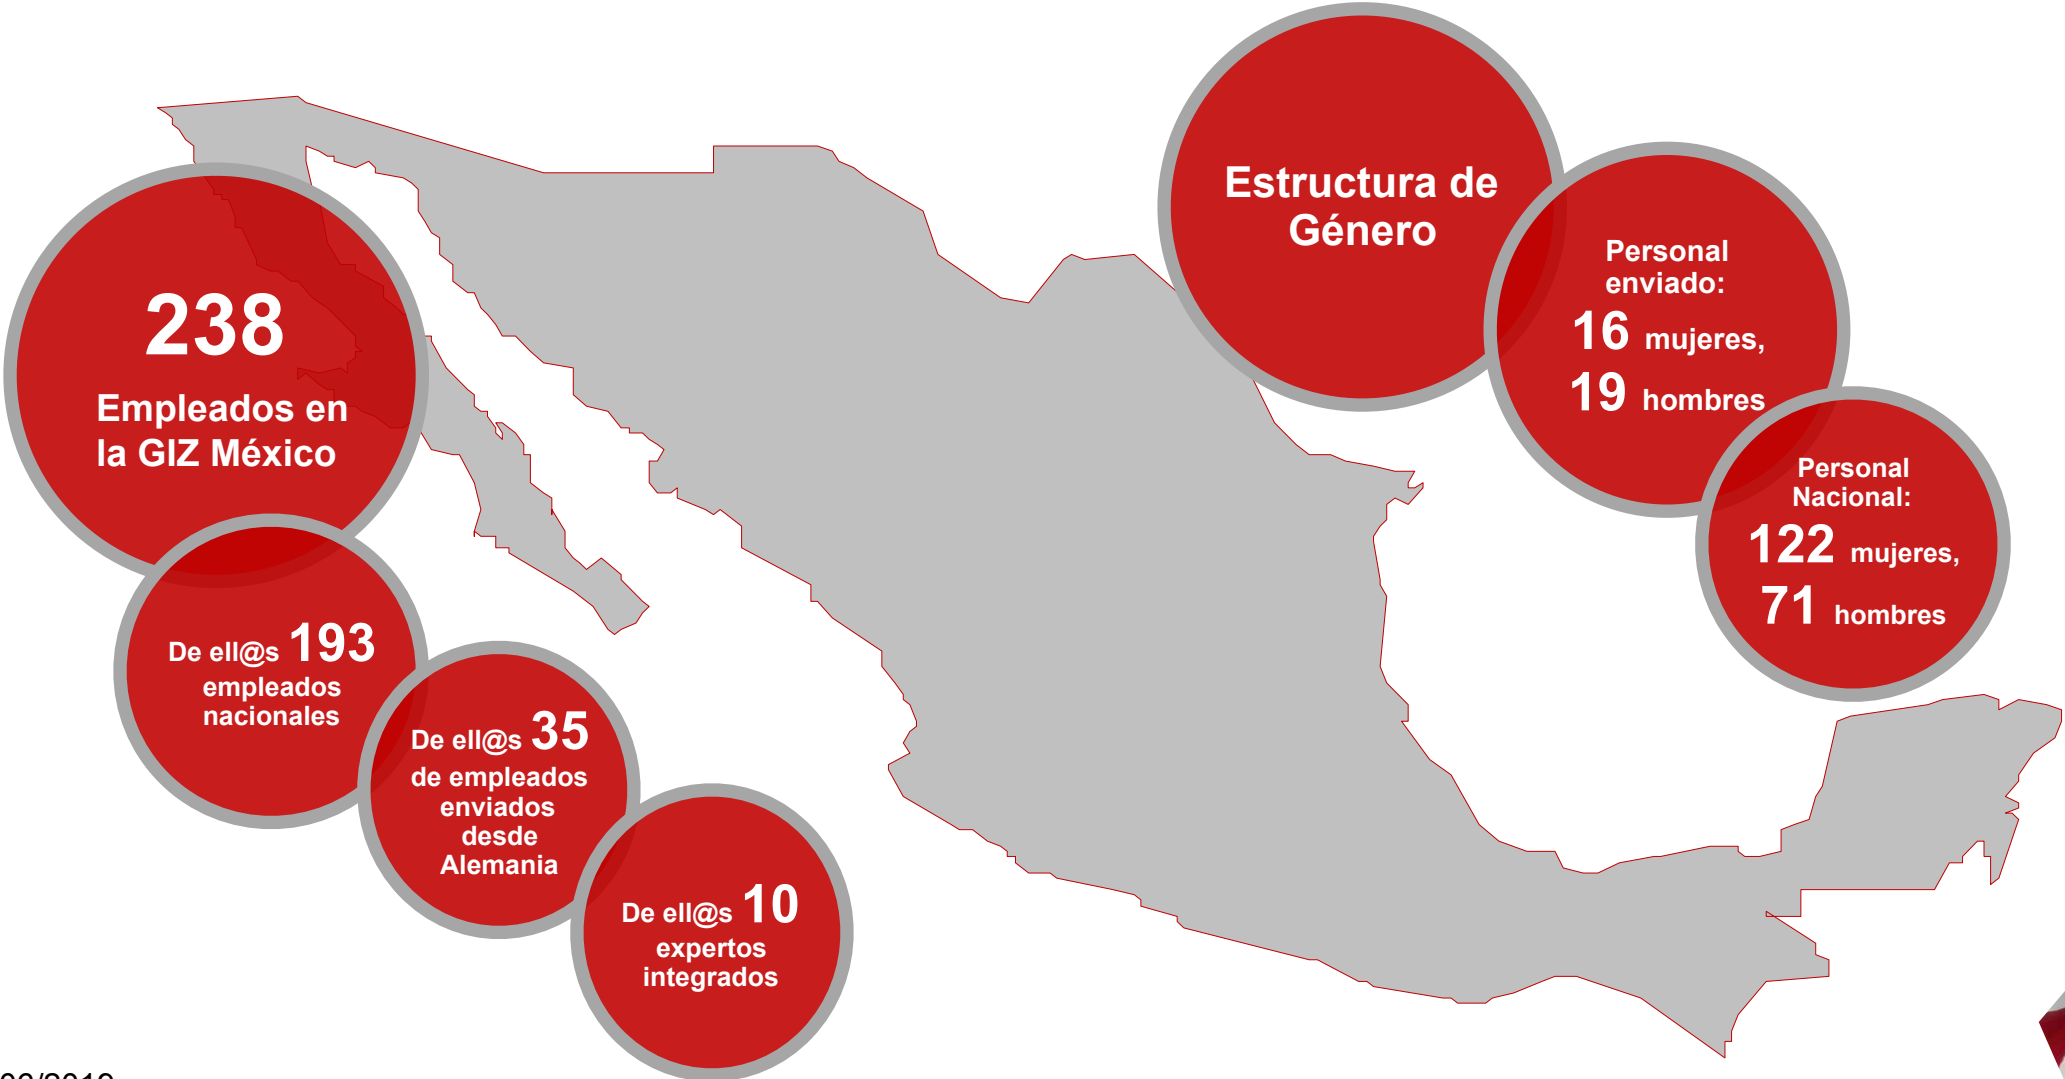 238
Empleados en
la GIZ México
De ell@s 193
empleados
nacionales
De ell@s 35
de empleados
enviados
desde
Alemania
De ell@s 10
expertos
integrados
Estructura de
Género
Personal
enviado:
16 mujeres,
19 hombres
Personal
Nacional:
122 mujeres,
71 hombres